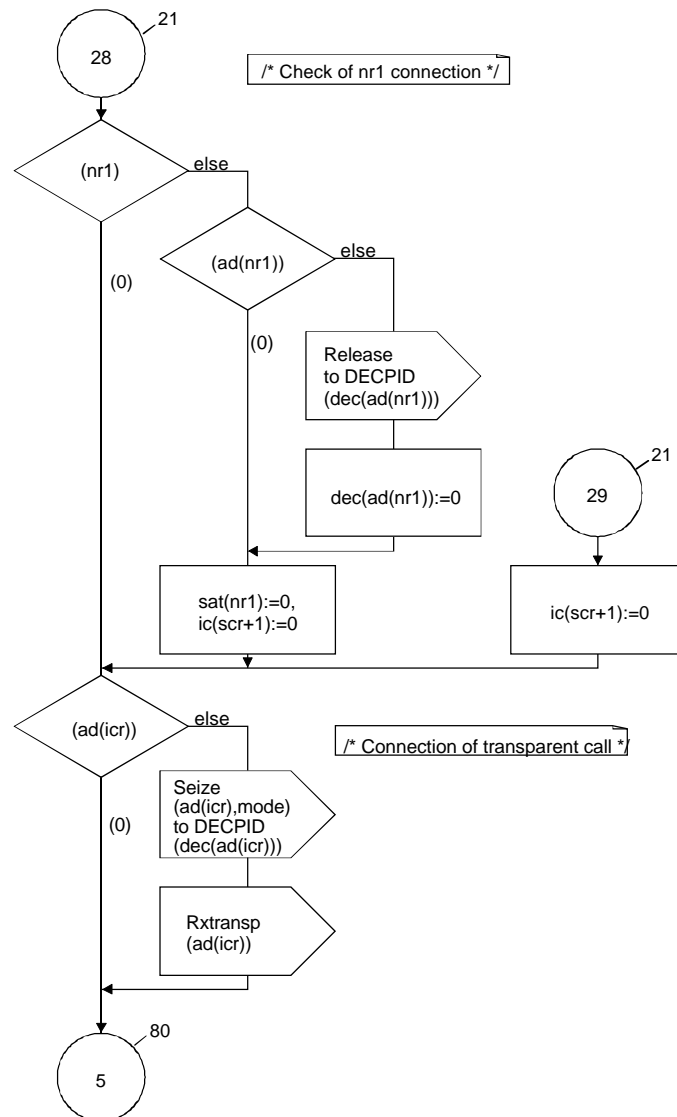 21
28
/* Check of nr1 connection */
(nr1)
else
(ad(nr1))
else
(0)
(0)
Release
to DECPID
(dec(ad(nr1)))
21
dec(ad(nr1)):=0
29
sat(nr1):=0,
ic(scr+1):=0
ic(scr+1):=0
(ad(icr))
else
/* Connection of transparent call */
Seize
(ad(icr),mode)
to DECPID
(dec(ad(icr)))
(0)
Rxtransp
(ad(icr))
80
5